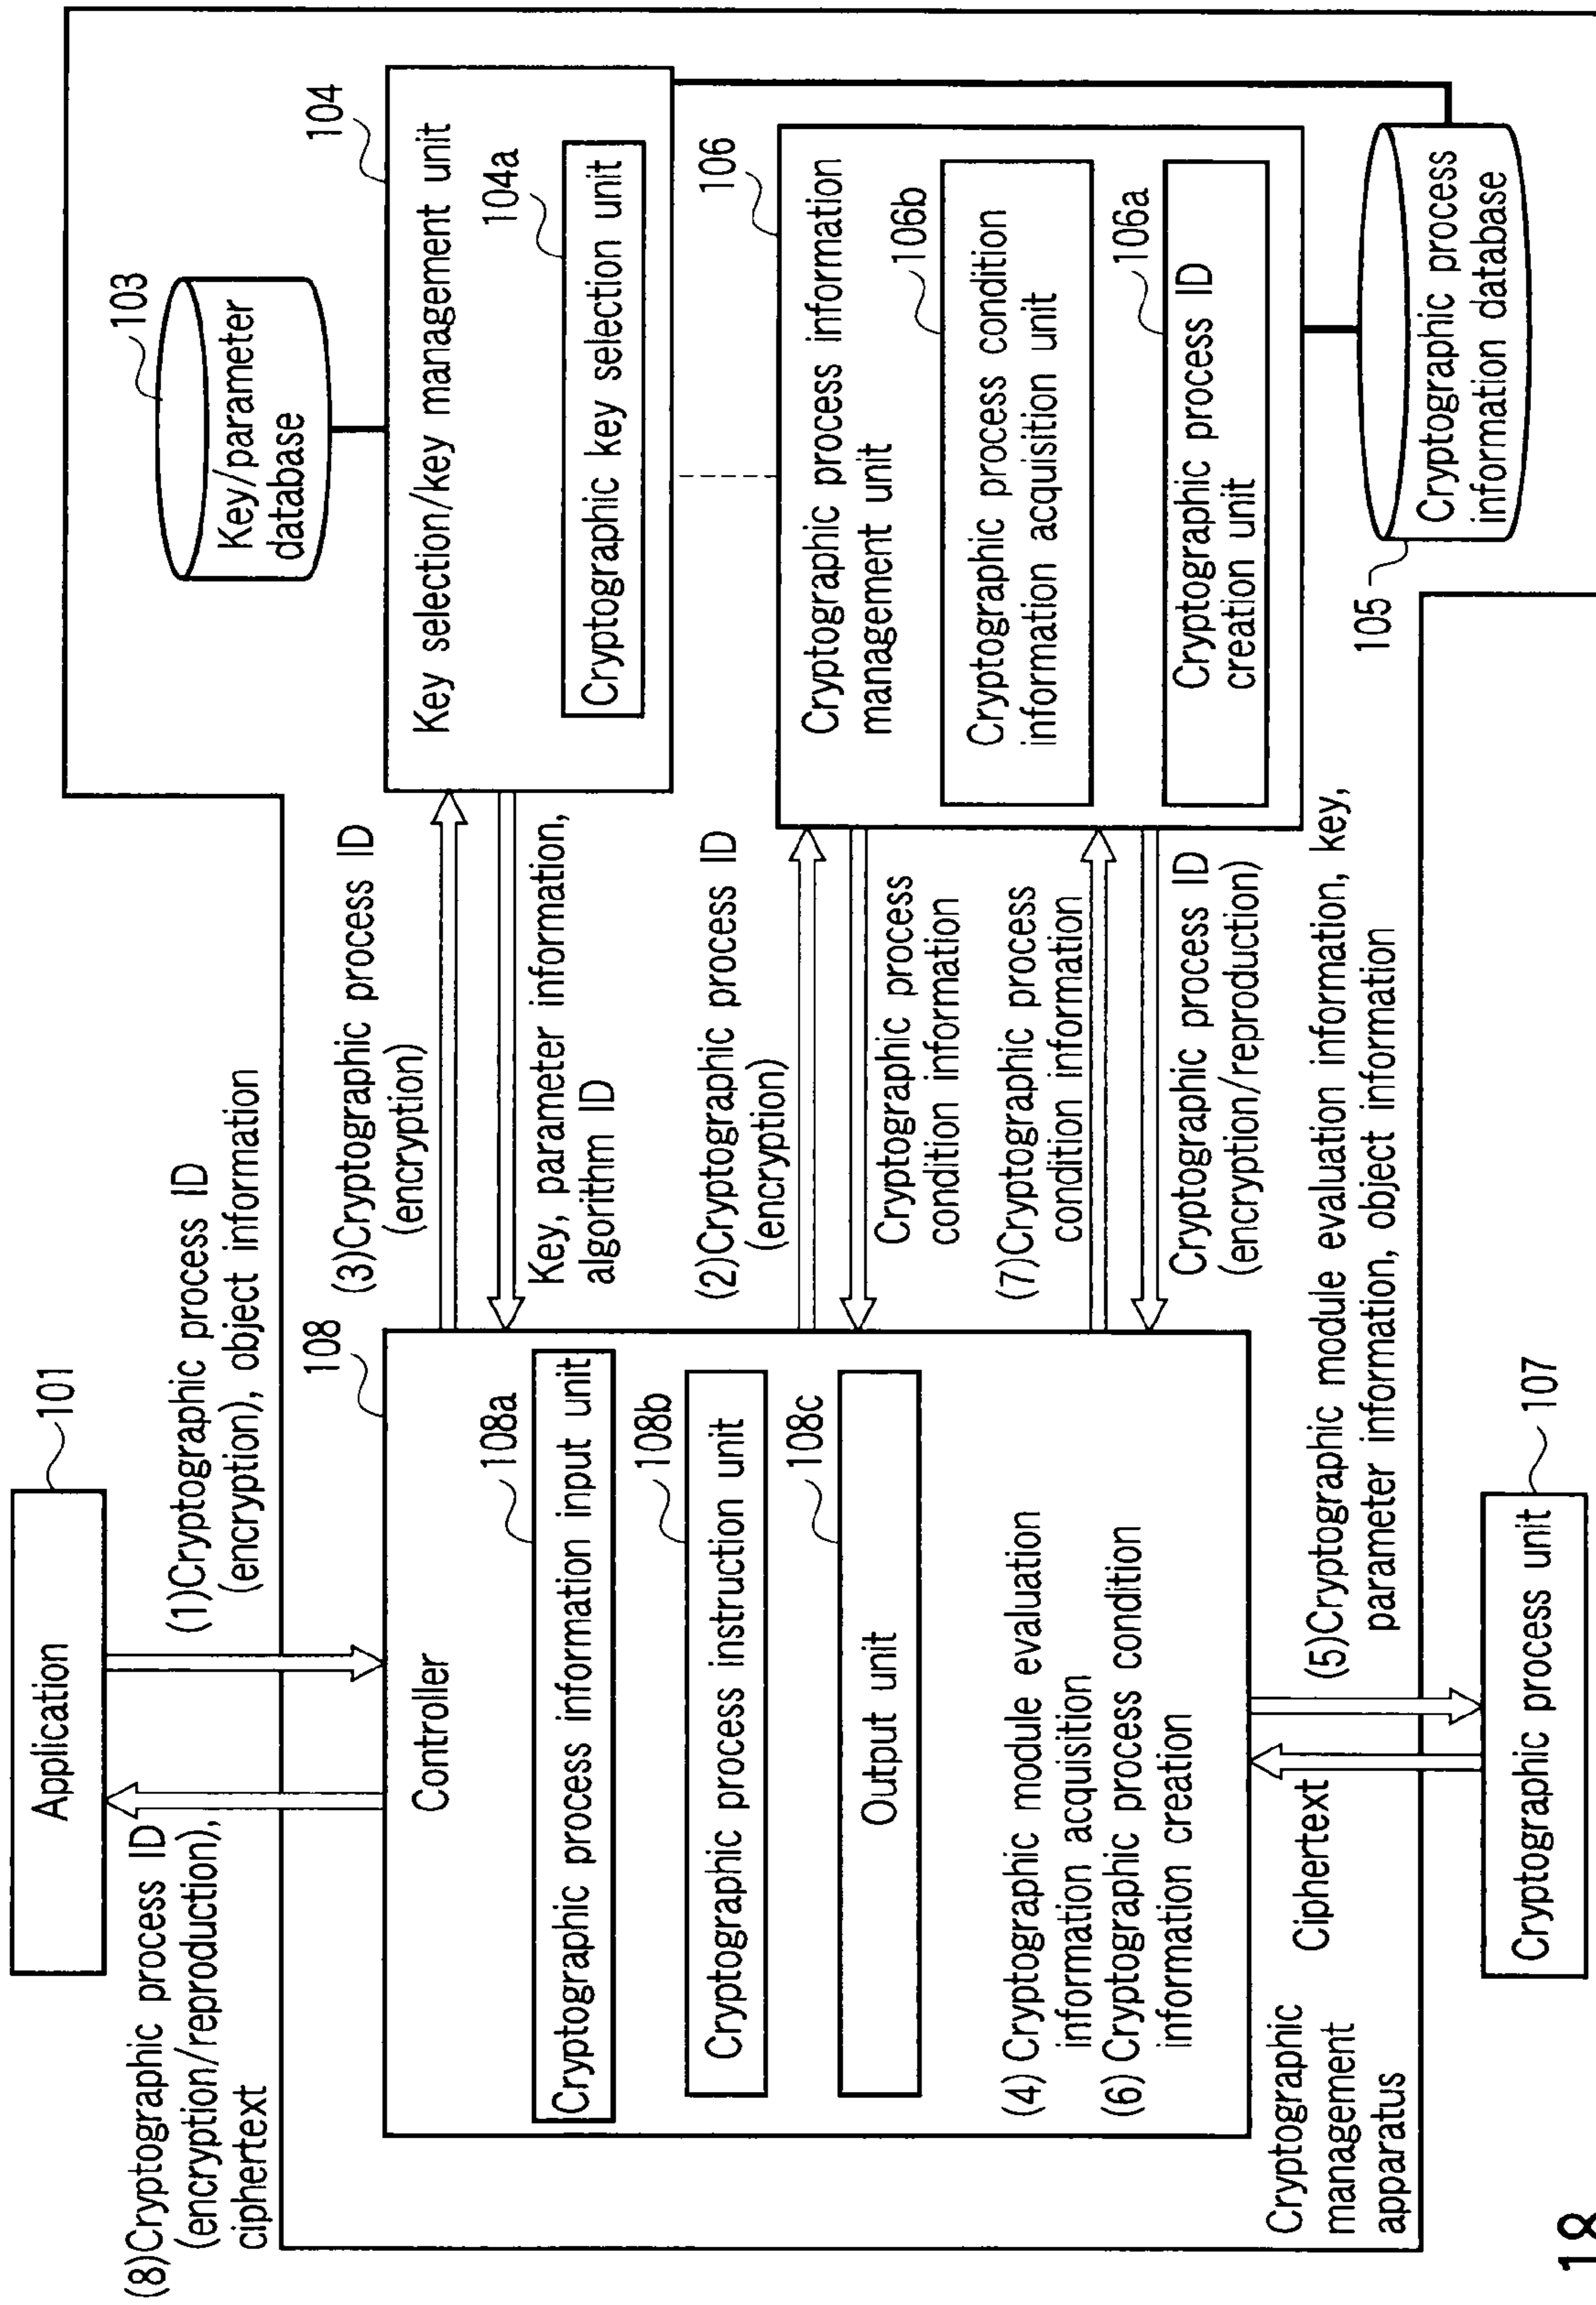 101
Application
(1)Cryptographic process ID
(encryption), object information
(8)Cryptographic process ID
(encryption/reproduction),
ciphertext
108
Controller
108a
Cryptographic process information input unit
108b
Cryptographic process instruction unit
108c
Output unit
(4) Cryptographic module evaluation
information acquisition
(6) Cryptographic process condition
information creation
Cryptographic
management
apparatus
Ciphertext
(5)Cryptographic module evaluation information, key,
parameter information, object information
Cryptographic process unit
107
(3)Cryptographic process ID
(encryption)
Key, parameter information,
algorithm ID
(2)Cryptographic process ID
(encryption)
Cryptographic process
condition information
(7)Cryptographic process
condition information
Cryptographic process ID
(encryption/reproduction)
103
Key/parameter
database
104
Key selection/key management unit
104a
Cryptographic key selection unit
106
Cryptographic process information
management unit
106b
Cryptographic process condition
information acquisition unit
106a
Cryptographic process ID
creation unit
105
Cryptographic process
information database
18